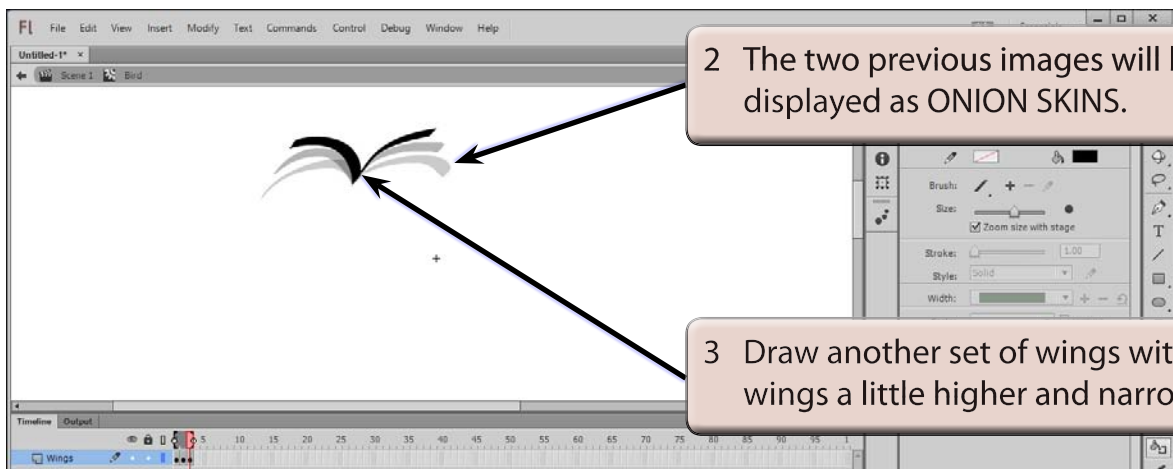 Fl File Edit View Insert Modify Text Commands Control Debug Window Help
Untitled-1* ×
Scene 1 Bird
2 The two previous images will
displayed as ONION SKINS.
Brush:
Size:
Zoom size with stage
Stroke: 1.00
Style: Solid
Width:
3 Draw another set of wings wit
wings a little higher and narro
Timeline Output
5 10 15 20 25 30 35 40 45 50 55 60 65 70 75 80 85 90 95 1
Wings